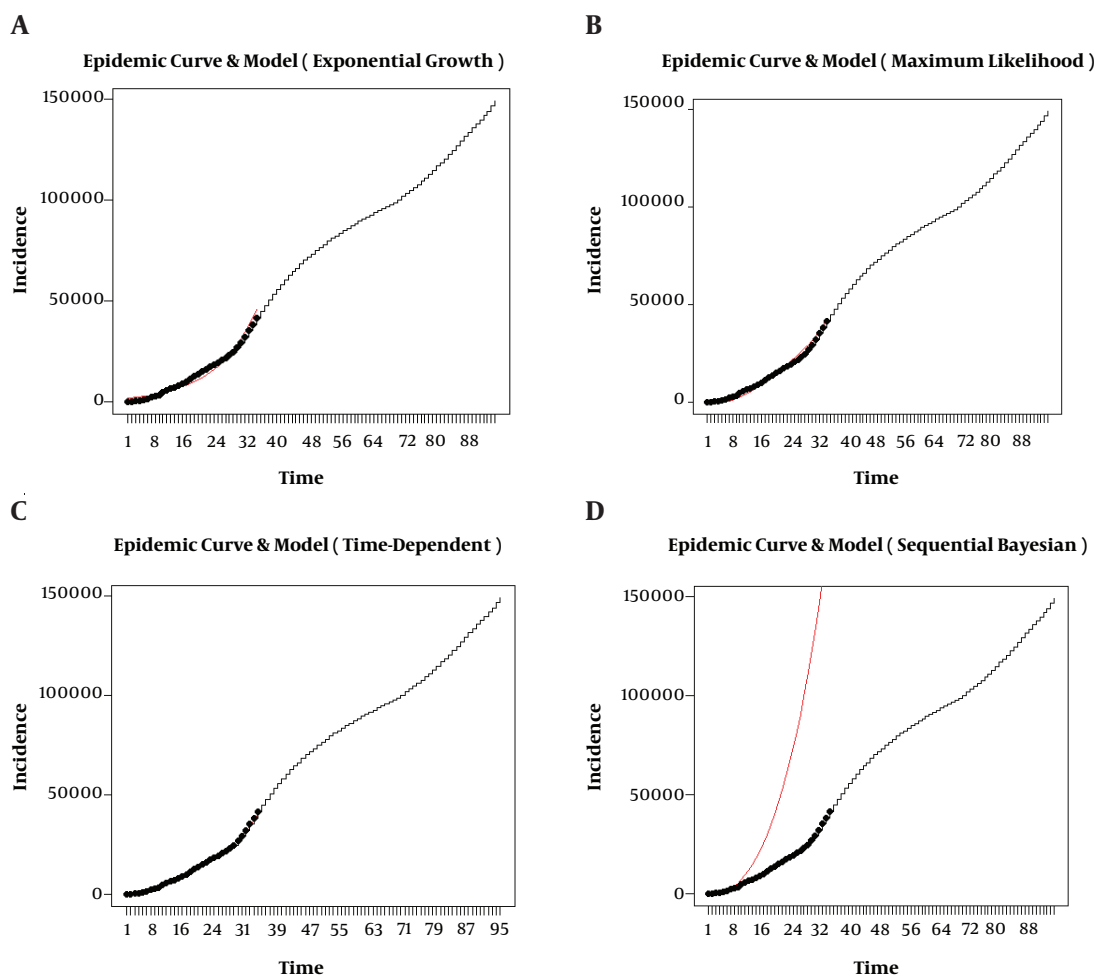 A
Epidemic Curve & Model ( Exponential Growth )
150000
100000
50000
0
Incidence
1 8 16 24 32 40 48 56 64 72 80 88
Time
B
Epidemic Curve & Model ( Maximum Likelihood )
150000
100000
50000
0
Incidence
1 8 16 24 32 40 48 56 64 72 80 88
Time
C
Epidemic Curve & Model ( Time-Dependent )
150000
100000
50000
0
Incidence
1 8 16 24 31 39 47 55 63 71 79 87 95
Time
D
Epidemic Curve & Model ( Sequential Bayesian )
150000
100000
50000
0
Incidence
1 8 16 24 32 40 48 56 64 72 80 88
Time